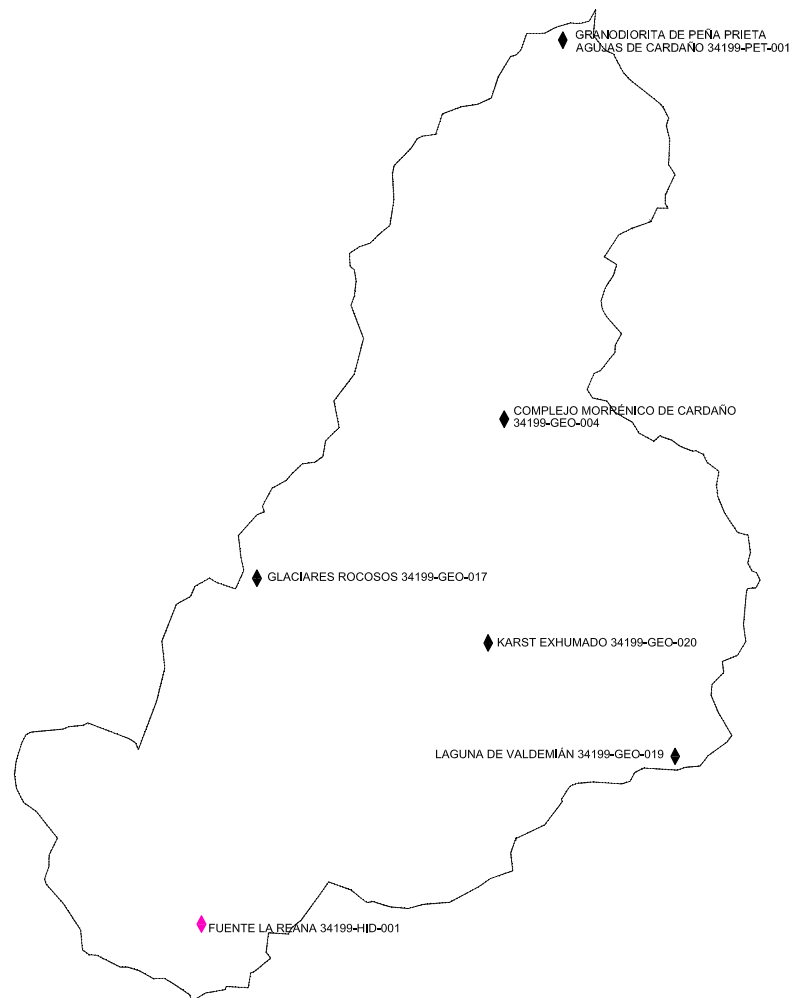 GRANODIORITA DE PEÑA PRIETA
AGUJAS DE CARDAÑO 34199-PET-001
COMPLEJO MORRÉNICO DE CARDAÑO
34199-GEO-004
GLACIARES ROCOSOS 34199-GEO-017
KARST EXHUMADO 34199-GEO-020
LAGUNA DE VALDEMIÁN 34199-GEO-019
FUENTE LA REANA 34199-HID-001